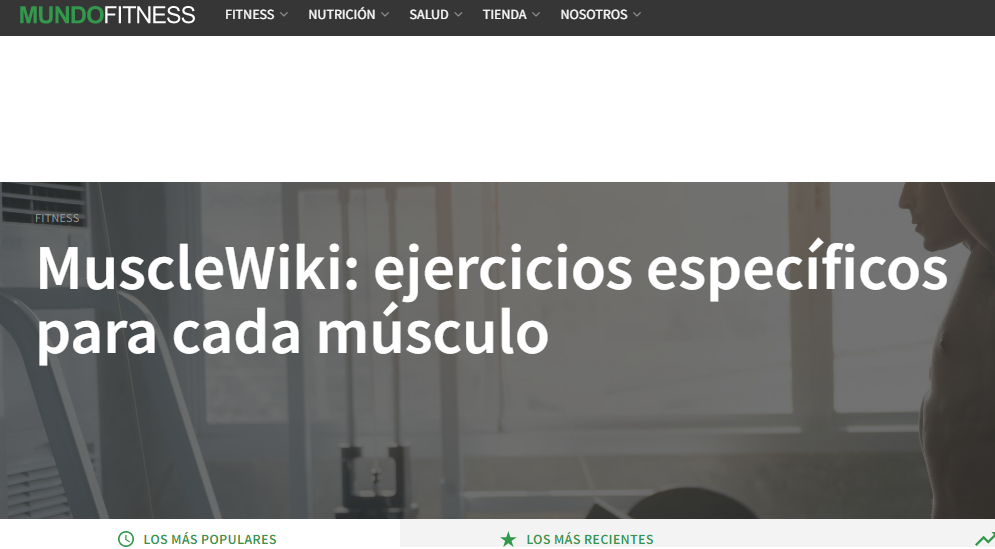 MUNDOFITNESS FITNESS NUTRICIÓN SALUD TIENDA NOSOTROS
FITNESS
MuscleWiki: ejercicios específicos
para cada músculo
LOS MÁS POPULARES LOS MÁS RECIENTES